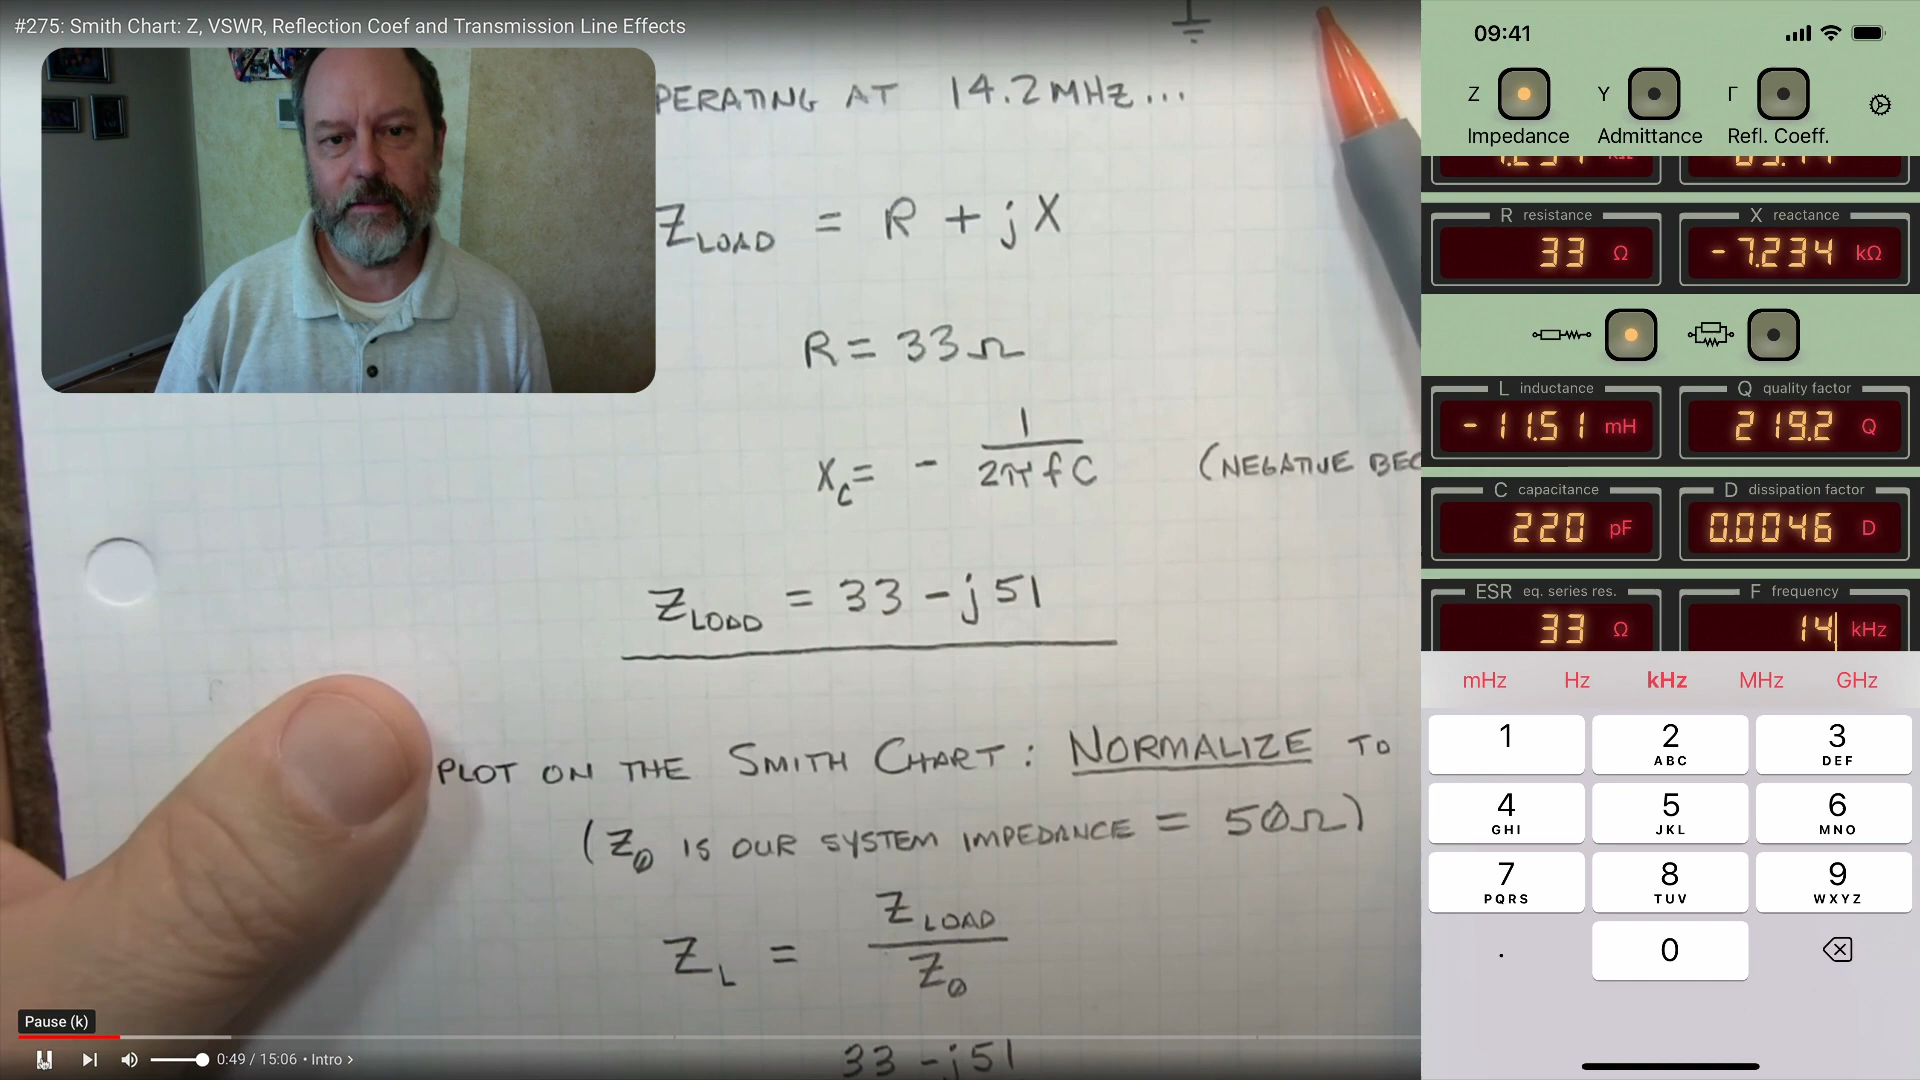 #275: Smith Chart: Z, VSWR, Reflection Coef and Transmission Line Effects
PERATING AT 14.2MHZ...
Z LOAD = R + jX
R = 33Ω
Xc = - 1
2πfC
(NEGATIVE BEC
Z LOAD = 33 - j51
PLOT ON THE SMITH CHART: NORMALIZE TO
(Z0 IS OUR SYSTEM IMPEDANCE = 50Ω)
ZL = Z LOAD
Z0
33 - j51
Pause (k)
0:49 / 15:06 • Intro >
09:41
Z Y Γ
Impedance Admittance Refl. Coeff.
R resistance X reactance
33 Ω -7.234 kΩ
L inductance Q quality factor
-11.51 mH 219.2 Q
C capacitance D dissipation factor
220 pF 0.0046 D
ESR eq. series res. F frequency
33 Ω 14 kHz
mHz Hz kHz MHz GHz
1 2 3
ABC DEF
4 5 6
GHI JKL MNO
7 8 9
PQRS TUV WXYZ
. 0